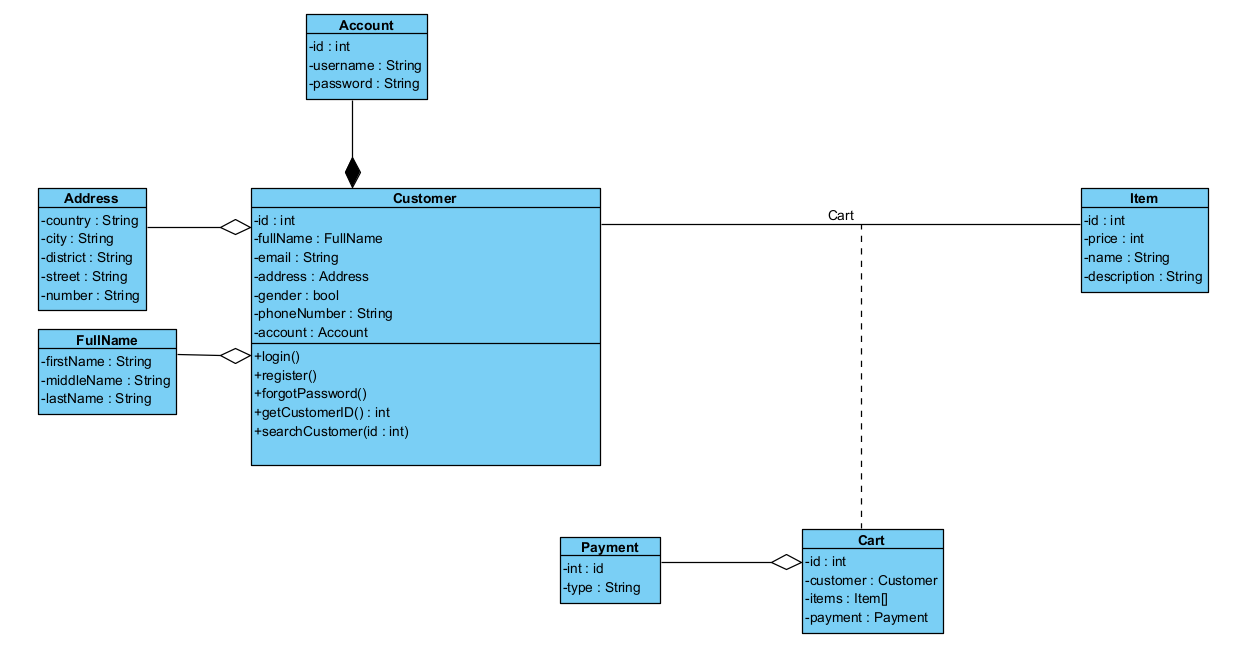 Account
-id : int
-username : String
-password : String
Address
-country : String
-city : String
-district : String
-street : String
-number : String
FullName
-firstName : String
-middleName : String
-lastName : String
Customer
-id : int
-fullName : FullName
-email : String
-address : Address
-gender : bool
-phoneNumber : String
-account : Account
+login()
+register()
+forgotPassword()
+getCustomerID() : int
+searchCustomer(id : int)
Cart
Item
-id : int
-price : int
-name : String
-description : String
Payment
-int : id
-type : String
Cart
-id : int
-customer : Customer
-items : Item[]
-payment : Payment